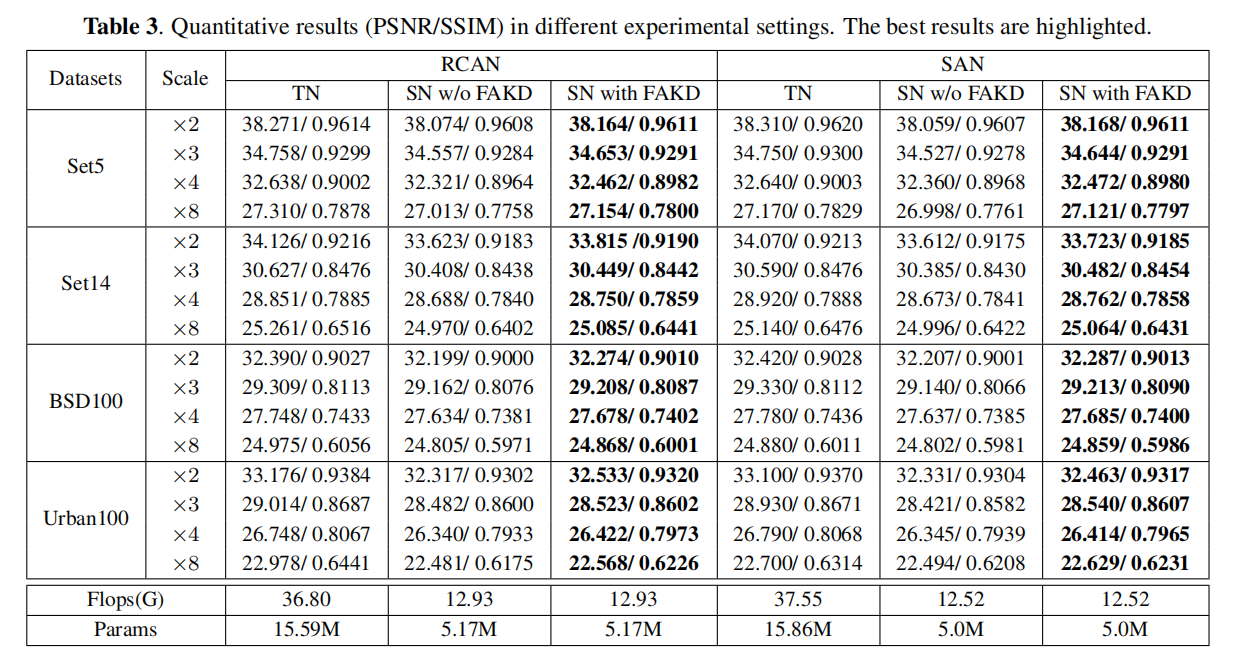 Table 3. Quantitative results (PSNR/SSIM) in different experimental settings. The best results are highlighted.
Datasets Scale RCAN SAN
TN SN w/o FAKD SN with FAKD TN SN w/o FAKD SN with FAKD
Set5 ×2 38.271/ 0.9614 38.074/ 0.9608 38.164/ 0.9611 38.310/ 0.9620 38.059/ 0.9607 38.168/ 0.9611
×3 34.758/ 0.9299 34.557/ 0.9284 34.653/ 0.9291 34.750/ 0.9300 34.527/ 0.9278 34.644/ 0.9291
×4 32.638/ 0.9002 32.321/ 0.8964 32.462/ 0.8982 32.640/ 0.9003 32.360/ 0.8968 32.472/ 0.8980
×8 27.310/ 0.7878 27.013/ 0.7758 27.154/ 0.7800 27.170/ 0.7829 26.998/ 0.7761 27.121/ 0.7797
Set14 ×2 34.126/ 0.9216 33.623/ 0.9183 33.815 /0.9190 34.070/ 0.9213 33.612/ 0.9175 33.723/ 0.9185
×3 30.627/ 0.8476 30.408/ 0.8438 30.449/ 0.8442 30.590/ 0.8476 30.385/ 0.8430 30.482/ 0.8454
×4 28.851/ 0.7885 28.688/ 0.7840 28.750/ 0.7859 28.920/ 0.7888 28.673/ 0.7841 28.762/ 0.7858
×8 25.261/ 0.6516 24.970/ 0.6402 25.085/ 0.6441 25.140/ 0.6476 24.996/ 0.6422 25.064/ 0.6431
BSD100 ×2 32.390/ 0.9027 32.199/ 0.9000 32.274/ 0.9010 32.420/ 0.9028 32.207/ 0.9001 32.287/ 0.9013
×3 29.309/ 0.8113 29.162/ 0.8076 29.208/ 0.8087 29.330/ 0.8112 29.140/ 0.8066 29.213/ 0.8090
×4 27.748/ 0.7433 27.634/ 0.7381 27.678/ 0.7402 27.780/ 0.7436 27.637/ 0.7385 27.685/ 0.7400
×8 24.975/ 0.6056 24.805/ 0.5971 24.868/ 0.6001 24.880/ 0.6011 24.802/ 0.5981 24.859/ 0.5986
Urban100 ×2 33.176/ 0.9384 32.317/ 0.9302 32.533/ 0.9320 33.100/ 0.9370 32.331/ 0.9304 32.463/ 0.9317
×3 29.014/ 0.8687 28.482/ 0.8600 28.523/ 0.8602 28.930/ 0.8671 28.421/ 0.8582 28.540/ 0.8607
×4 26.748/ 0.8067 26.340/ 0.7933 26.422/ 0.7973 26.790/ 0.8068 26.345/ 0.7939 26.414/ 0.7965
×8 22.978/ 0.6441 22.481/ 0.6175 22.568/ 0.6226 22.700/ 0.6314 22.494/ 0.6208 22.629/ 0.6231
Flops(G) 36.80 12.93 12.93 37.55 12.52 12.52
Params 15.59M 5.17M 5.17M 15.86M 5.0M 5.0M